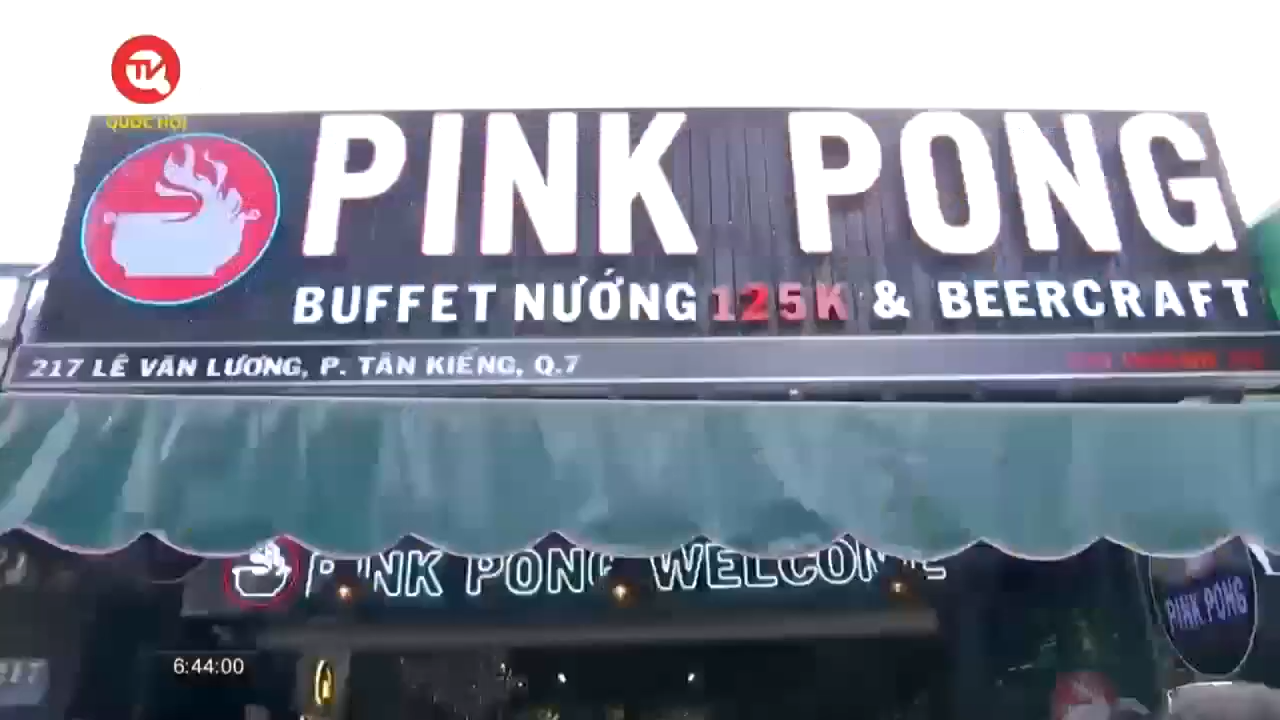 QUỐC HỘI
PINK PONG
BUFFET NƯỚNG 125K & BEERCRAFT
217 LÊ VĂN LƯƠNG, P. TÂN KIỂNG, Q.7
PINK PONG WELCOME
PINK PONG
6:44:00